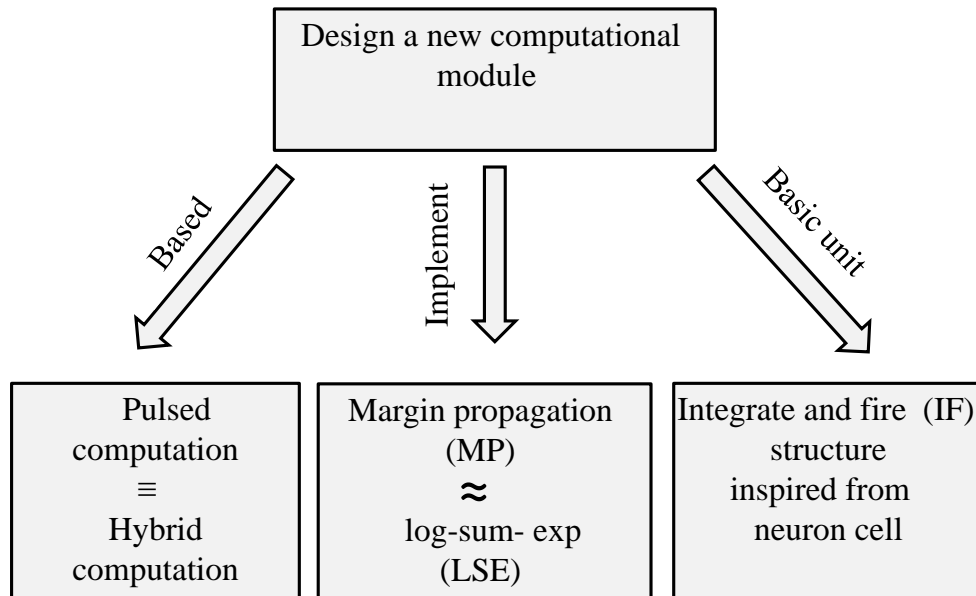 Design a new computational
module
Based
Implement
Basic unit
Pulsed
computation
≡
Hybrid
computation
Margin propagation
(MP)
≈
log-sum- exp
(LSE)
Integrate and fire (IF)
structure
inspired from
neuron cell